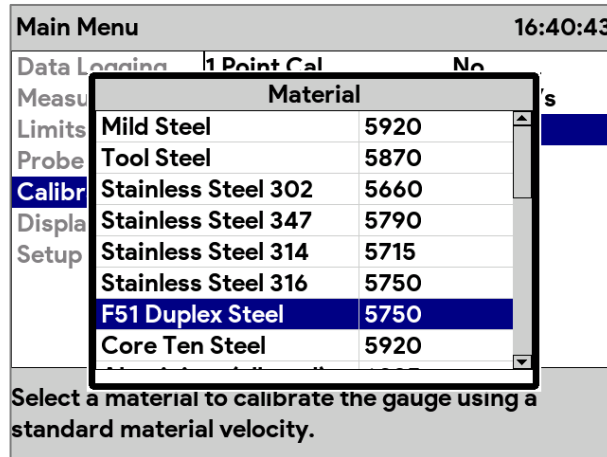 Main Menu 16:40:43
Data Logging 1 Point Cal No
Material
Measu 's
Mild Steel 5920
Limits
Tool Steel 5870
Probe
Stainless Steel 302 5660
Calibr
Stainless Steel 347 5790
Displa
Stainless Steel 314 5715
Setup
Stainless Steel 316 5750
F51 Duplex Steel 5750
Core Ten Steel 5920
Select a material to calibrate the gauge using a
standard material velocity.